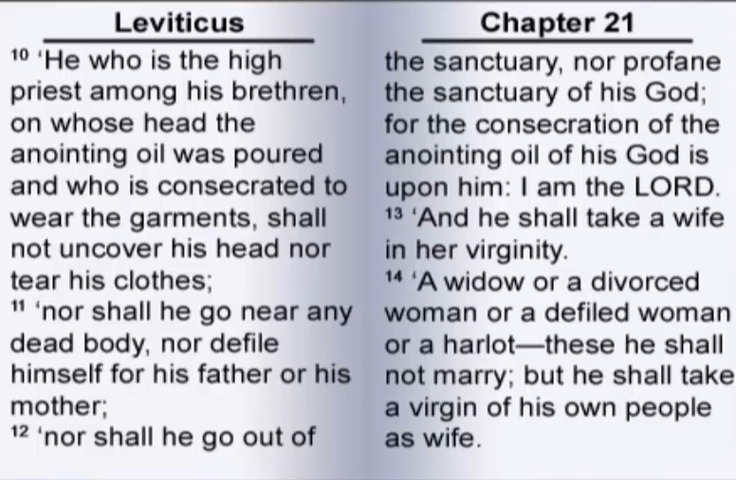 Leviticus
¹⁰ ‘He who is the high
priest among his brethren,
on whose head the
anointing oil was poured
and who is consecrated to
wear the garments, shall
not uncover his head nor
tear his clothes;
¹¹ ‘nor shall he go near any
dead body, nor defile
himself for his father or his
mother;
¹² ‘nor shall he go out of
Chapter 21
the sanctuary, nor profane
the sanctuary of his God;
for the consecration of the
anointing oil of his God is
upon him: I am the LORD.
¹³ ‘And he shall take a wife
in her virginity.
¹⁴ ‘A widow or a divorced
woman or a defiled woman
or a harlot—these he shall
not marry; but he shall take
a virgin of his own people
as wife.